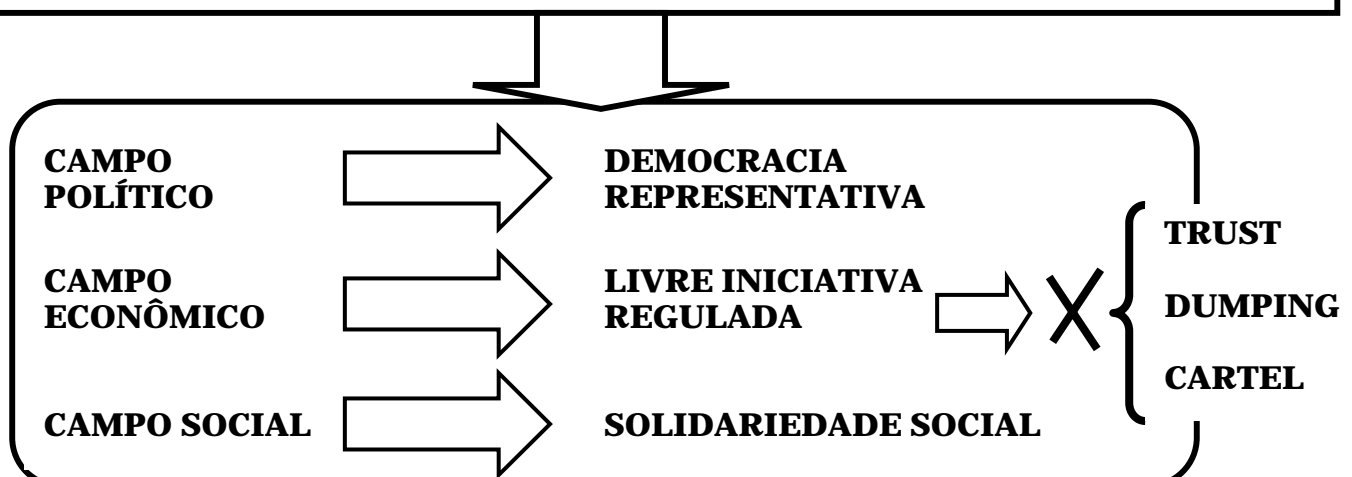 CAMPO
POLÍTICO
DEMOCRACIA
REPRESENTATIVA
CAMPO
ECONÔMICO
LIVRE INICIATIVA
REGULADA
TRUST
DUMPING
CARTEL
CAMPO SOCIAL
SOLIDARIEDADE SOCIAL